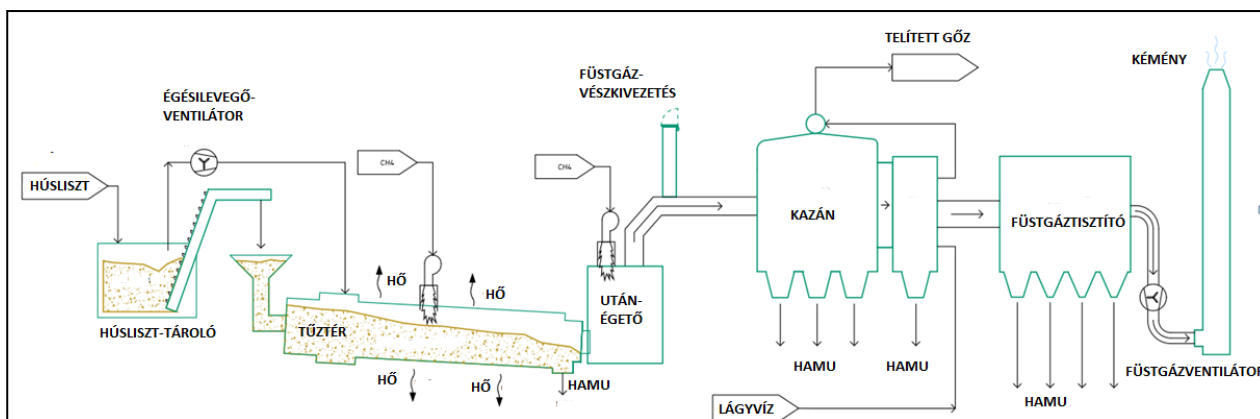 TELÍTETT GŐZ
KÉMÉNY
FÜSTGÁZ-
VÉSZKIVEZETÉS
ÉGÉSILEVEGŐ-
VENTILÁTOR
CH4
CH4
HÚSLISZT
KAZÁN
FÜSTGÁZTISZTÍTÓ
HŐ
HŐ
UTÁN-
ÉGETŐ
TŰZTÉR
HÚSLISZT-TÁROLÓ
HAMU
HAMU
FÜSTGÁZVENTILÁTOR
HŐ
HŐ
HAMU
HAMU
LÁGYVÍZ